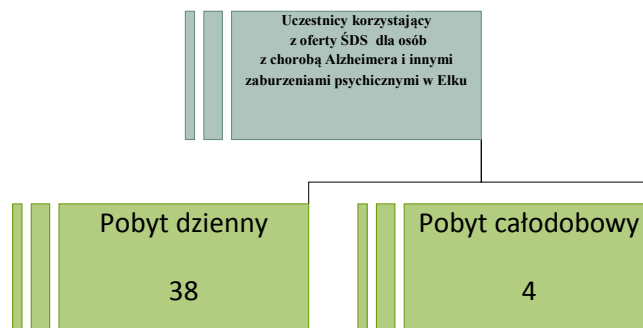 Uczestnicy korzystający
z oferty ŚDS dla osób
z chorobą Alzheimera i innymi
zaburzeniami psychicznymi w Ełku
Pobyt dzienny
38
Pobyt całodobowy
4